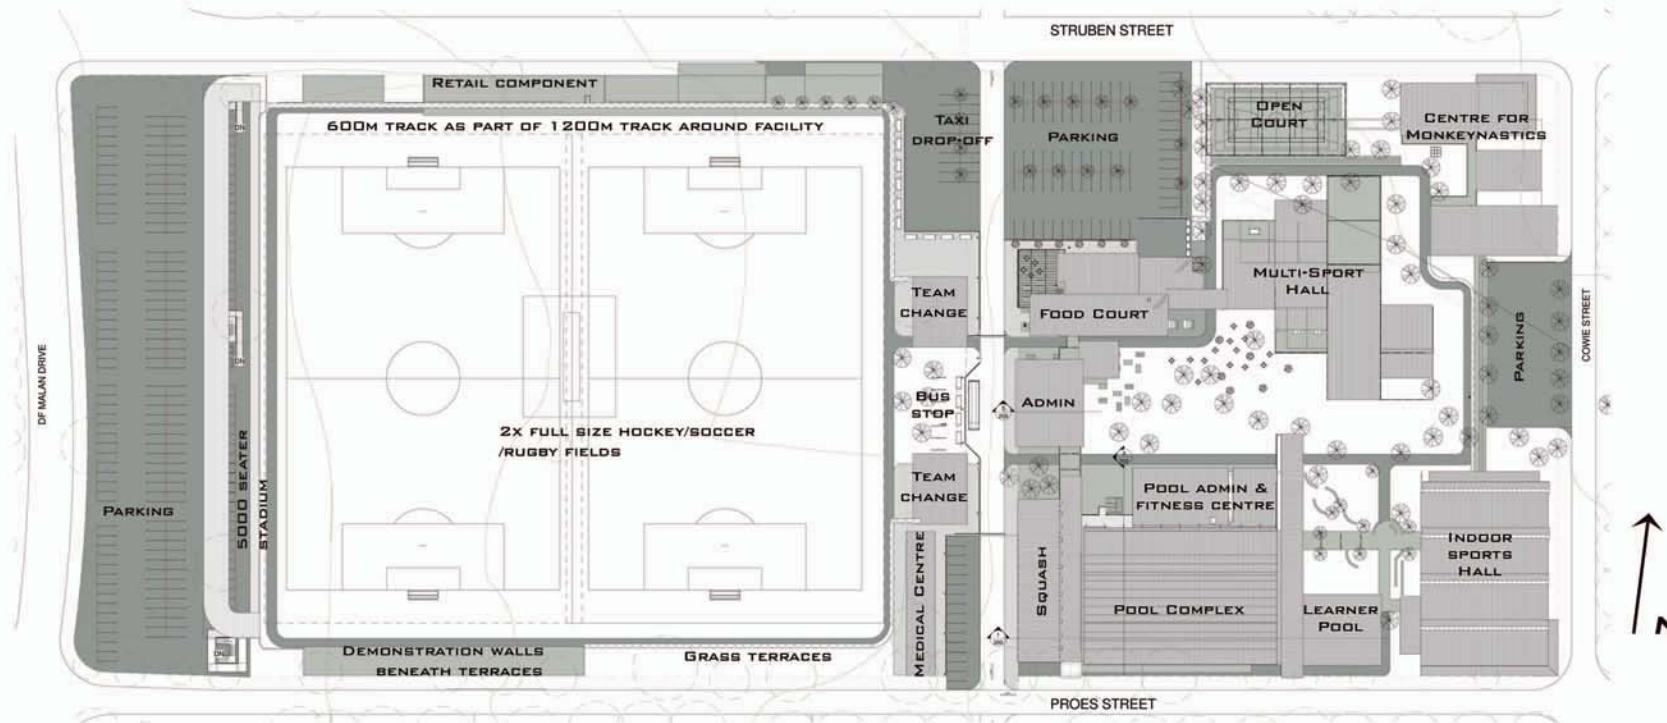 STRUBEN STREET
RETAIL COMPONENT
600M TRACK AS PART OF 1200M TRACK AROUND FACILITY
TAXI
DROP-OFF
PARKING
OPEN
COURT
CENTRE FOR
MONKEYNASTICS
DN
TEAM
CHANGE
FOOD COURT
MULTI-SPORT
HALL
PARKING
COWIE STREET
DF MALAN DRIVE
DN
BUS
STOP
ADMIN
2X FULL SIZE HOCKEY/SOCCER
/RUGBY FIELDS
5000 SEATER
STADIUM
PARKING
TEAM
CHANGE
POOL ADMIN &
FITNESS CENTRE
MEDICAL CENTRE
SQUASH
POOL COMPLEX
LEARNER
POOL
INDOOR
SPORTS
HALL
N
DN
DEMONSTRATION WALLS
BENEATH TERRACES
GRASS TERRACES
PROES STREET